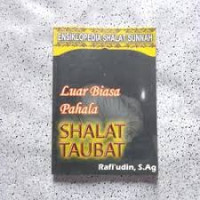 ENSIKLOPEDIA SHALAT SUNNAH
Luar Biasa
Pahala
SHALAT
TAUBAT
Rafi'udin, S.Ag